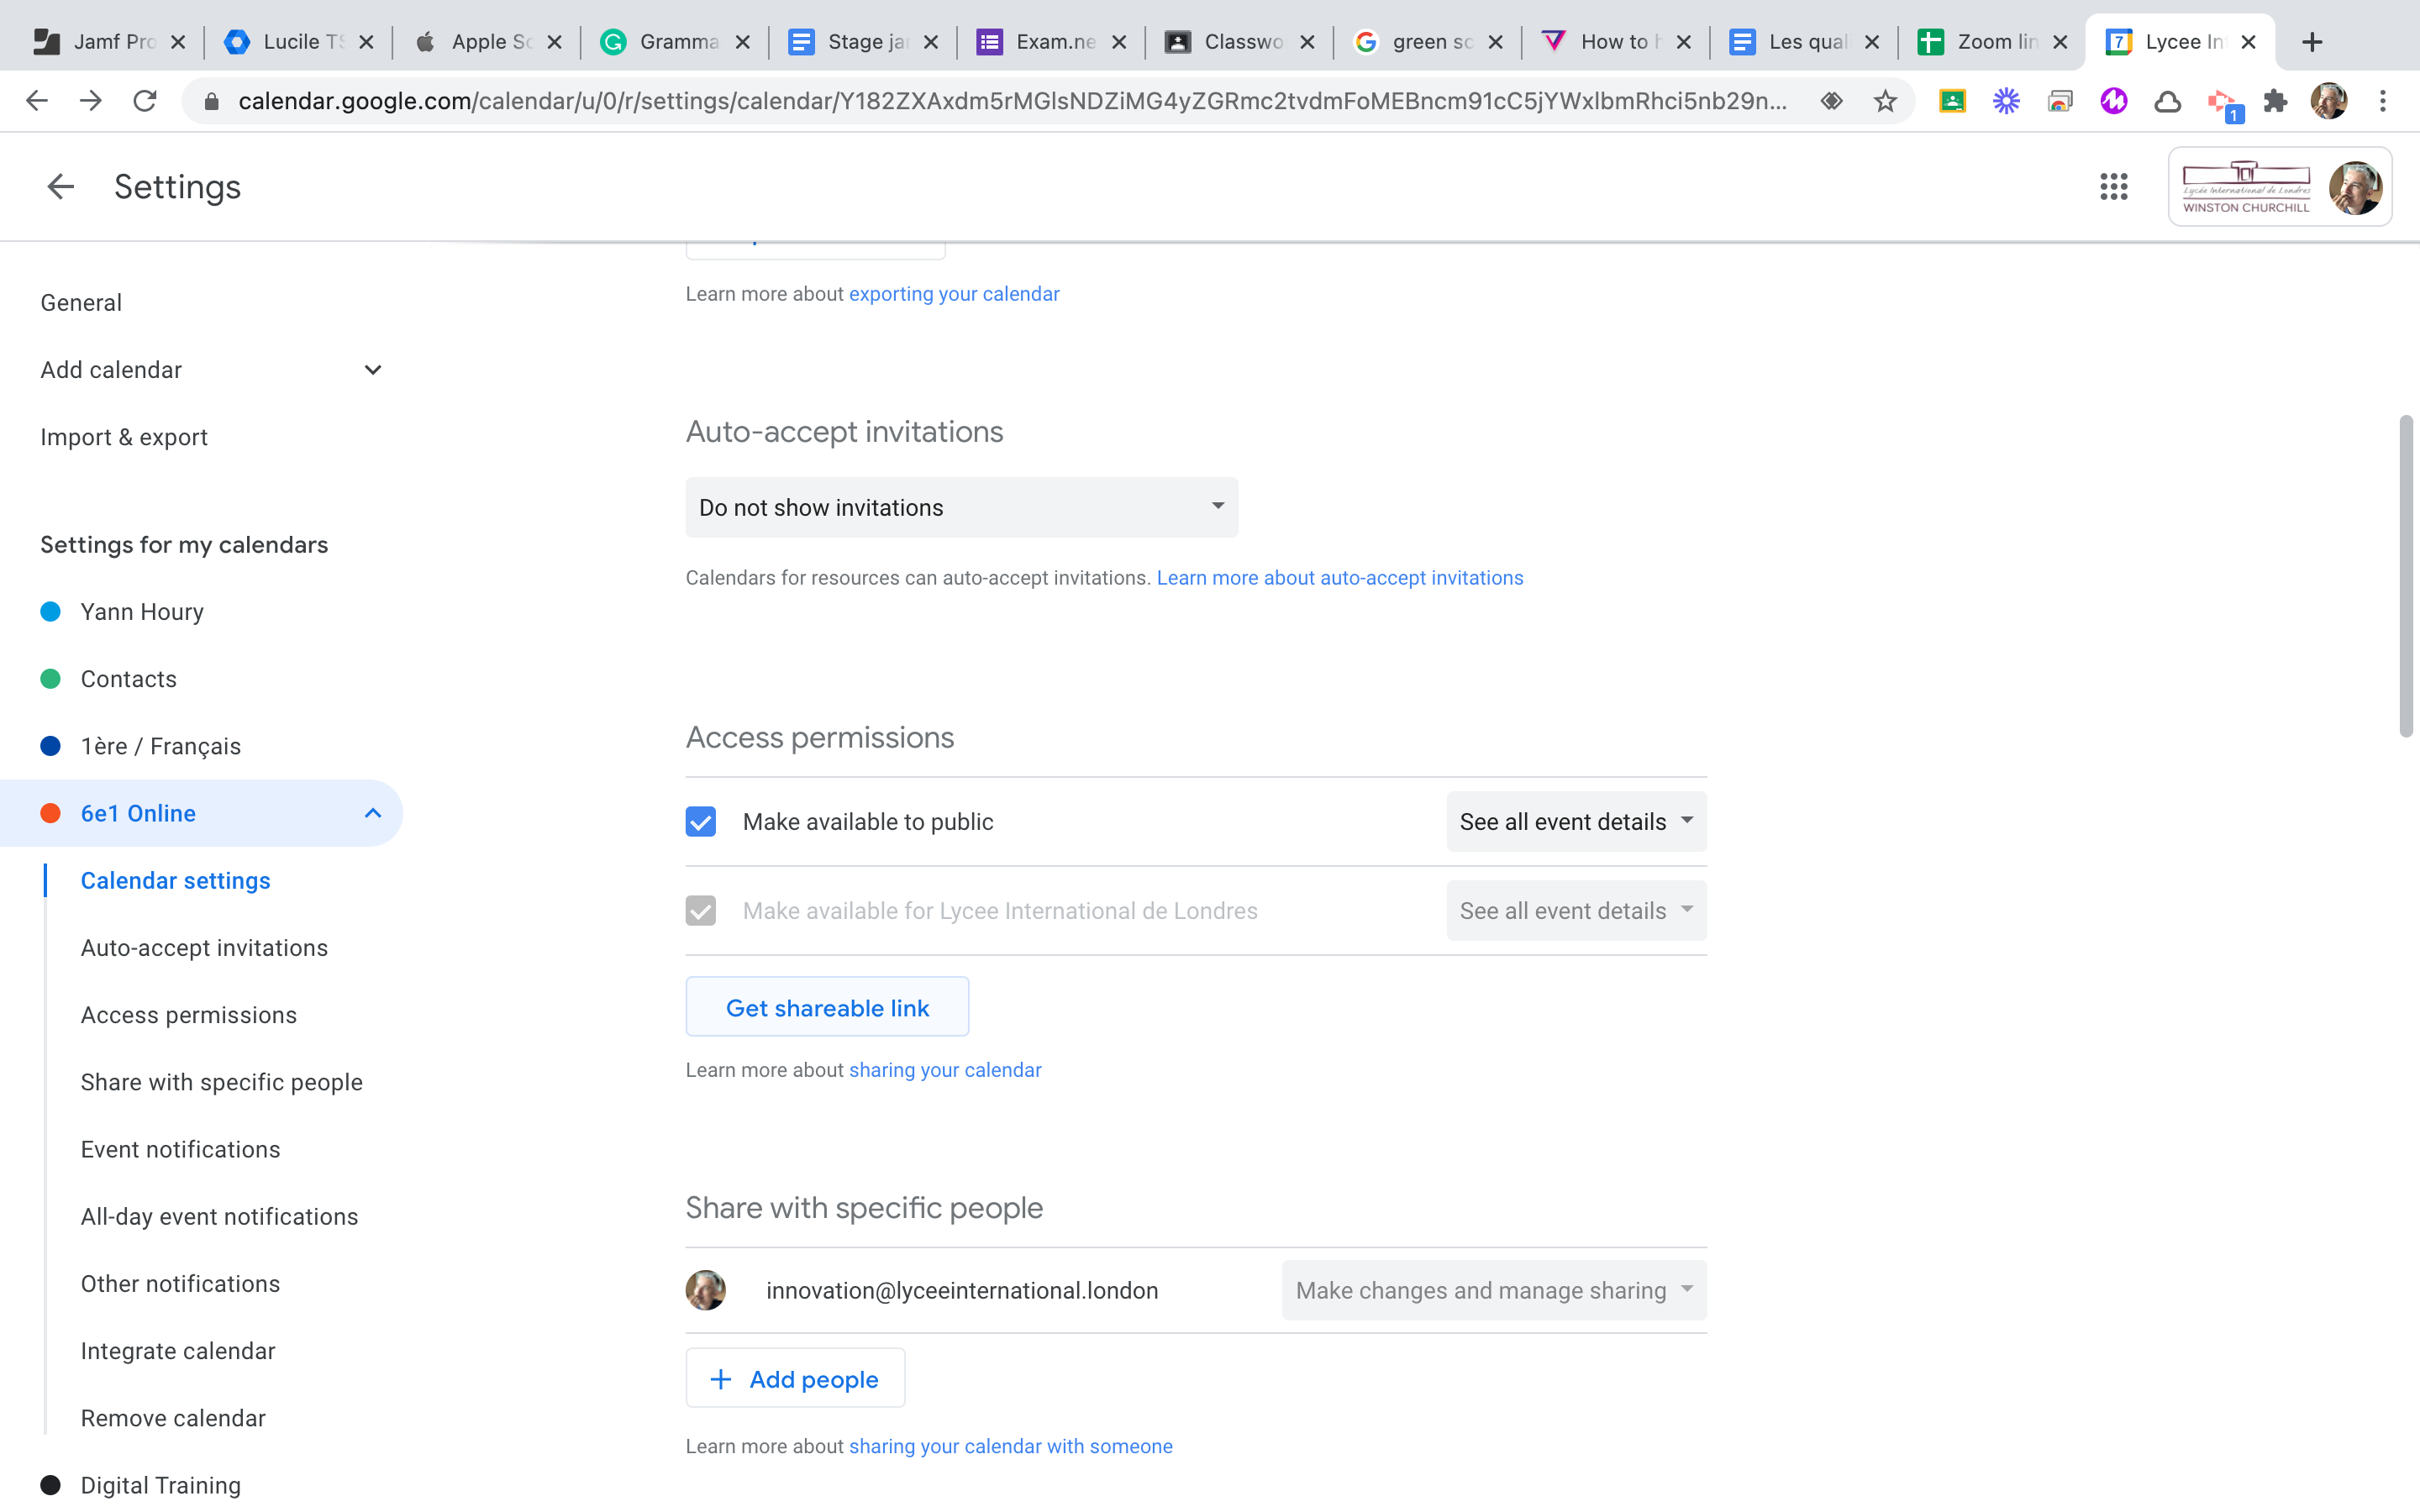 Jamf Pro
Lucile TS
Apple Sc
Gramma
Stage jar
Exam.ne
Classwo
green sc
How to h
Les qual
Zoom lin
Lycee In
calendar.google.com/calendar/u/0/r/settings/calendar/Y182ZXAxdm5rMGlsNDZiMG4yZGRmc2tvdmFoMEBncm91cC5jYWxlbmRhci5nb29n...
1
Settings
Lycée International de Londres
WINSTON CHURCHILL
General
Add calendar
Import & export
Settings for my calendars
Yann Houry
Contacts
1ère / Français
6e1 Online
Calendar settings
Auto-accept invitations
Access permissions
Share with specific people
Event notifications
All-day event notifications
Other notifications
Integrate calendar
Remove calendar
Digital Training
Learn more about exporting your calendar
Auto-accept invitations
Do not show invitations
Calendars for resources can auto-accept invitations. Learn more about auto-accept invitations
Access permissions
Make available to public
See all event details
Make available for Lycee International de Londres
See all event details
Get shareable link
Learn more about sharing your calendar
Share with specific people
innovation@lyceeinternational.london
Make changes and manage sharing
Add people
Learn more about sharing your calendar with someone